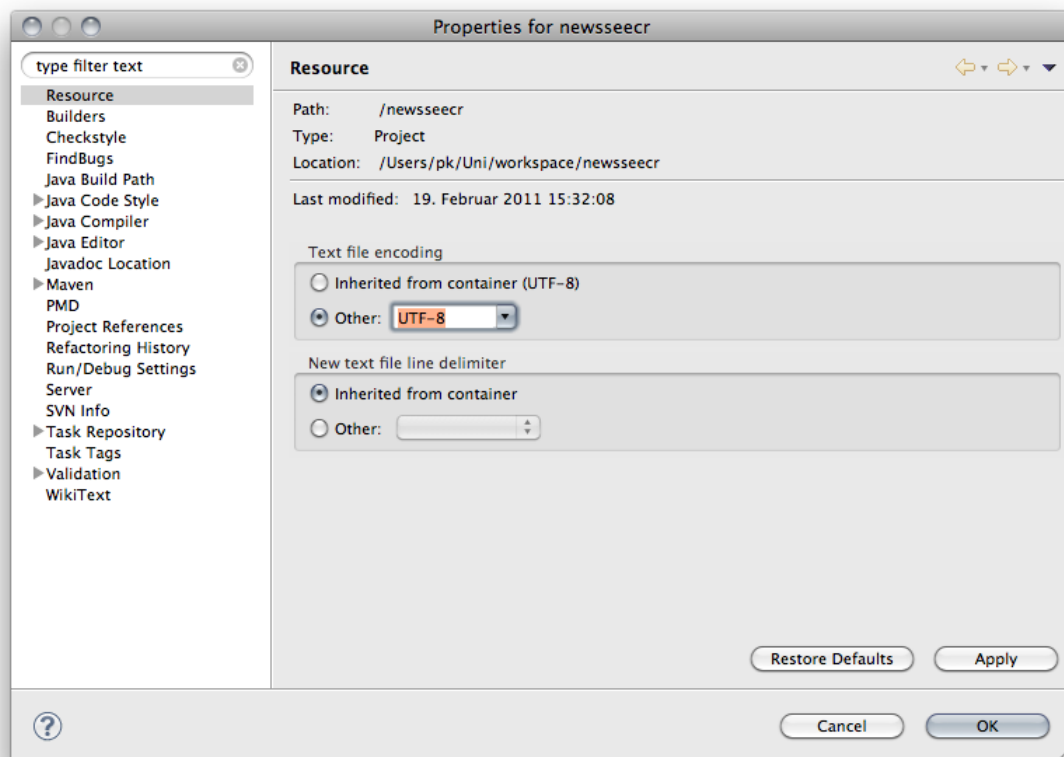 Properties for newsseecr
type filter text
Resource
Builders
Checkstyle
FindBugs
Java Build Path
Java Code Style
Java Compiler
Java Editor
Javadoc Location
Maven
PMD
Project References
Refactoring History
Run/Debug Settings
Server
SVN Info
Task Repository
Task Tags
Validation
WikiText
Resource
Path: /newsseecr
Type: Project
Location: /Users/pk/Uni/workspace/newsseecr
Last modified: 19. Februar 2011 15:32:08
Text file encoding
Inherited from container (UTF-8)
Other: UTF-8
New text file line delimiter
Inherited from container
Other:
Restore Defaults Apply
? Cancel OK